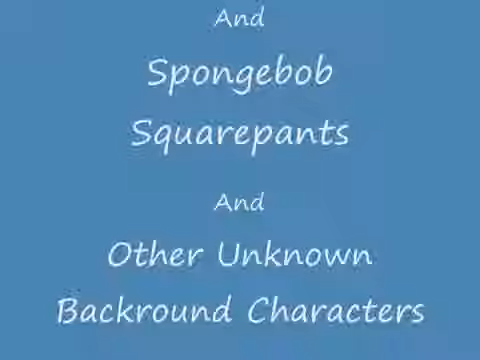 And
Spongebob
Squarepants
And
Other Unknown
Backround Characters